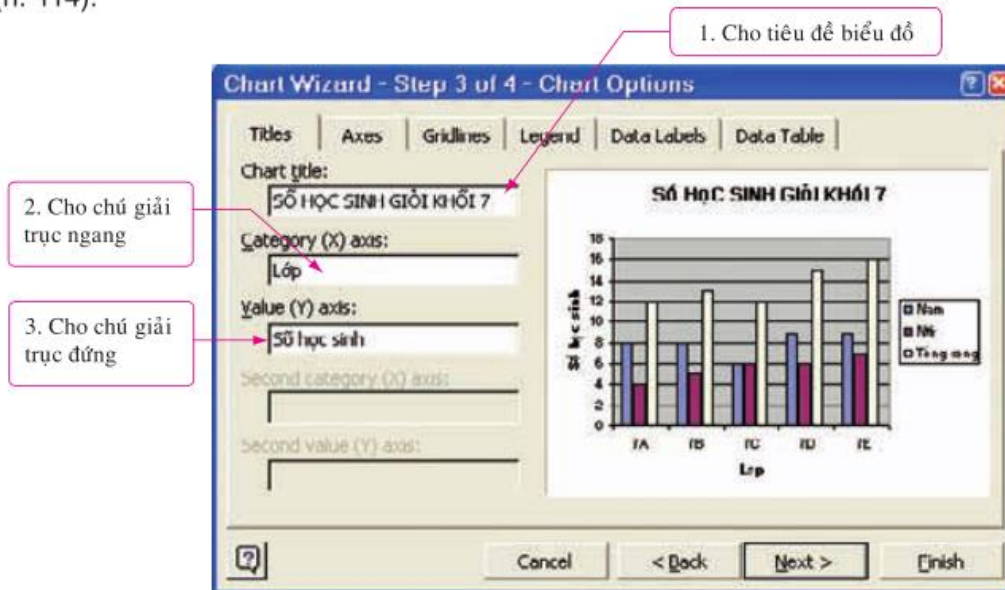 1. Cho tiêu đề biểu đồ
Chart Wizard - Step 3 of 4 - Chart Options
Titles Axes Gridlines Legend Data Labels Data Table
Chart title:
SỐ HỌC SINH GIỎI KHỐI 7
2. Cho chú giải
trục ngang
Category (X) axis:
Lớp
Value (Y) axis:
3. Cho chú giải
trục đứng
Số học sinh
Second category (X) axis:
Second value (Y) axis:
SỐ HỌC SINH GIỎI KHỐI 7
18
16
14
12
10
8
6
4
2
0
Số học sinh
7A 7B 7C 7D 7E
Lớp
Nam
Nữ
Tổng cộng
Cancel < Back Next > Finish